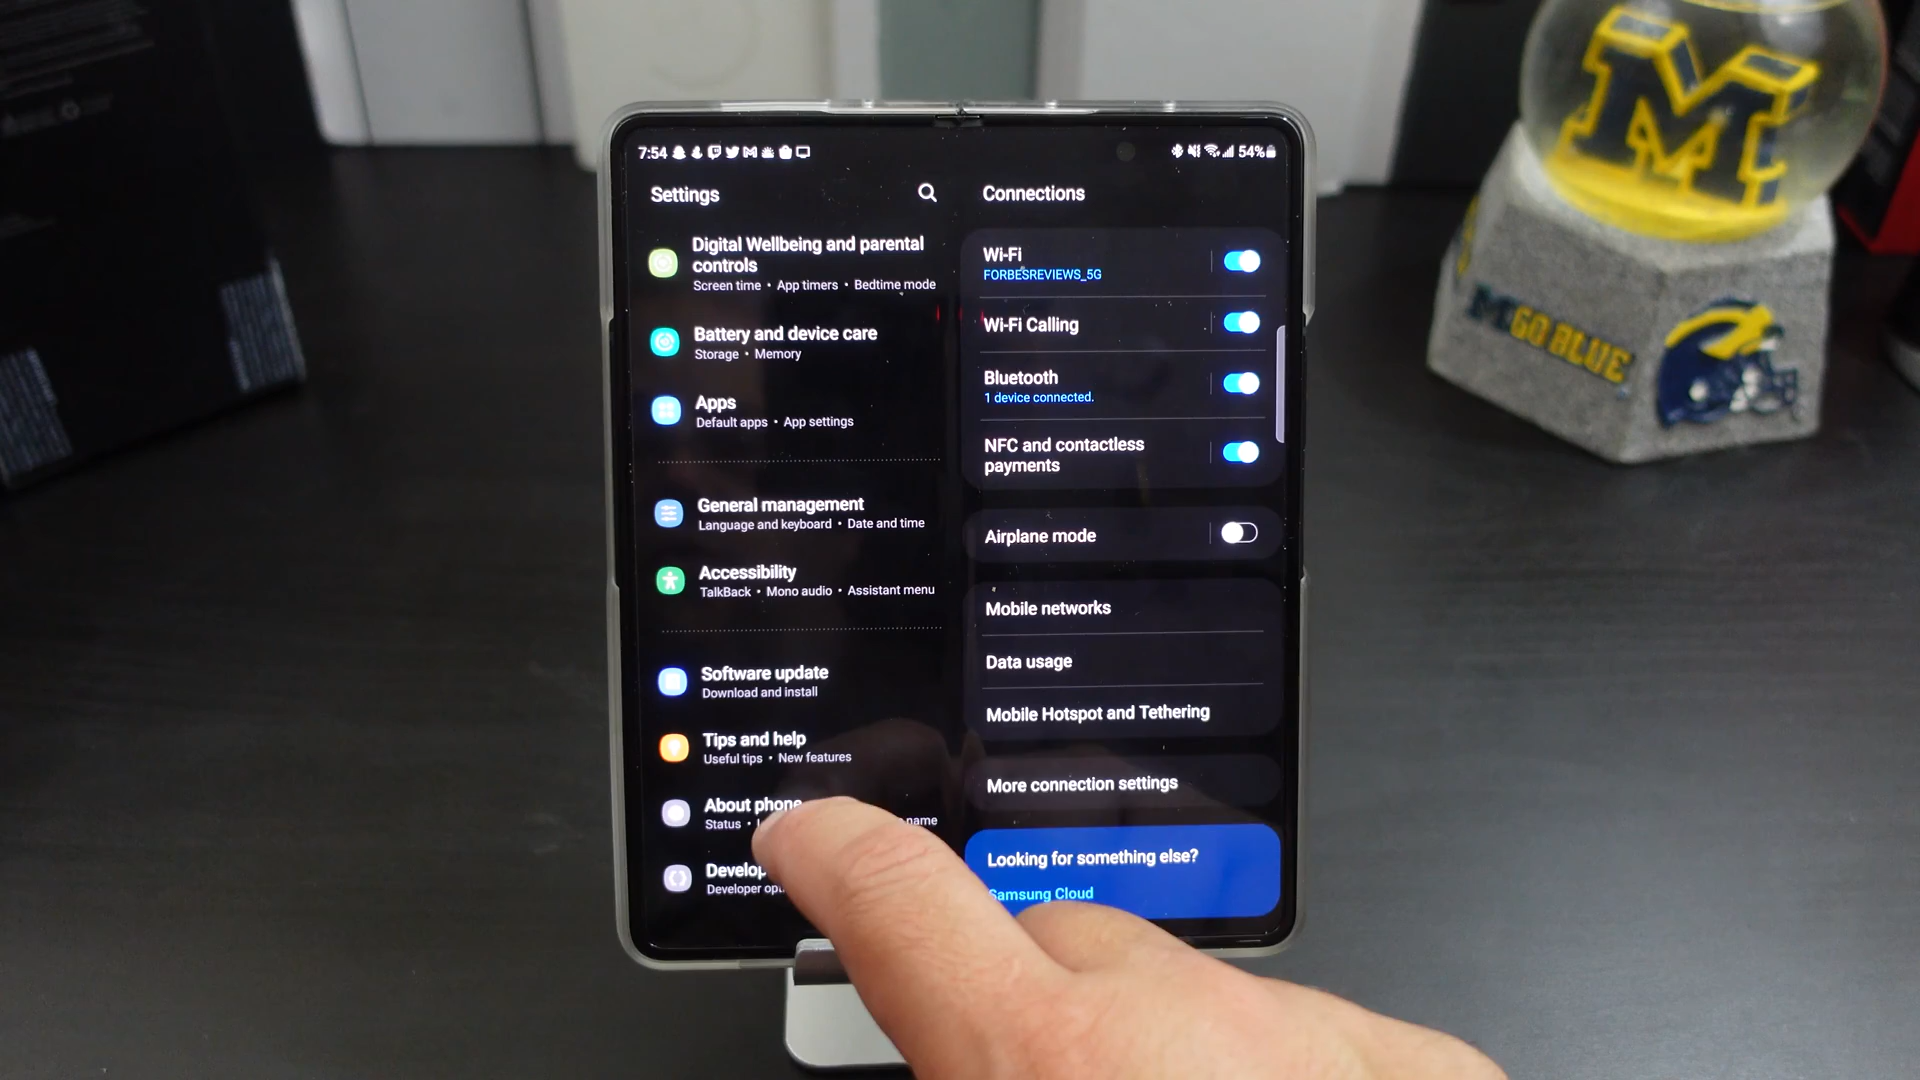 7:54
54%
Settings
Digital Wellbeing and parental
controls
Screen time • App timers • Bedtime mode
Battery and device care
Storage • Memory
Apps
Default apps • App settings
General management
Language and keyboard • Date and time
Accessibility
TalkBack • Mono audio • Assistant menu
Software update
Download and install
Tips and help
Useful tips • New features
About phone
Status •
name
Develop
Developer
Connections
Wi-Fi
FORBESREVIEWS_5G
Wi-Fi Calling
Bluetooth
1 device connected.
NFC and contactless
payments
Airplane mode
Mobile networks
Data usage
Mobile Hotspot and Tethering
More connection settings
Looking for something else?
Samsung Cloud
M
GO BLUE